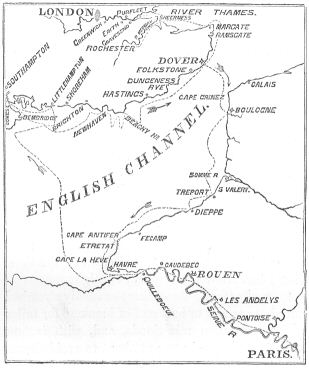 LONDON
PURFLEET
G
RIVER THAMES.
SHEERNESS
GREENWICH
ERITH
GRAVESEND
ROCHESTER
MARGATE
RAMSGATE
SOUTHAMPTON
LITTLEHAMPTON
SHOREHAM
DOVER
FOLKSTONE
DUNGENESS
RYE
HASTINGS
CAPE GRINEZ
CALAIS
COWES
BEMBRIDGE
BRIGHTON
NEWHAVEN
BEACHY HD.
BOULOGNE
ENGLISH CHANNEL.
SOMME R
S. VALERY.
TREPORT
DIEPPE
CAPE ANTIFER
ETRETAT
FECAMP
CAPE LA HEVE
HAVRE
CAUDEBEC
ROUEN
QUILLEBOEUF
LES ANDELYS
SEINE R
PONTOISE
PARIS.